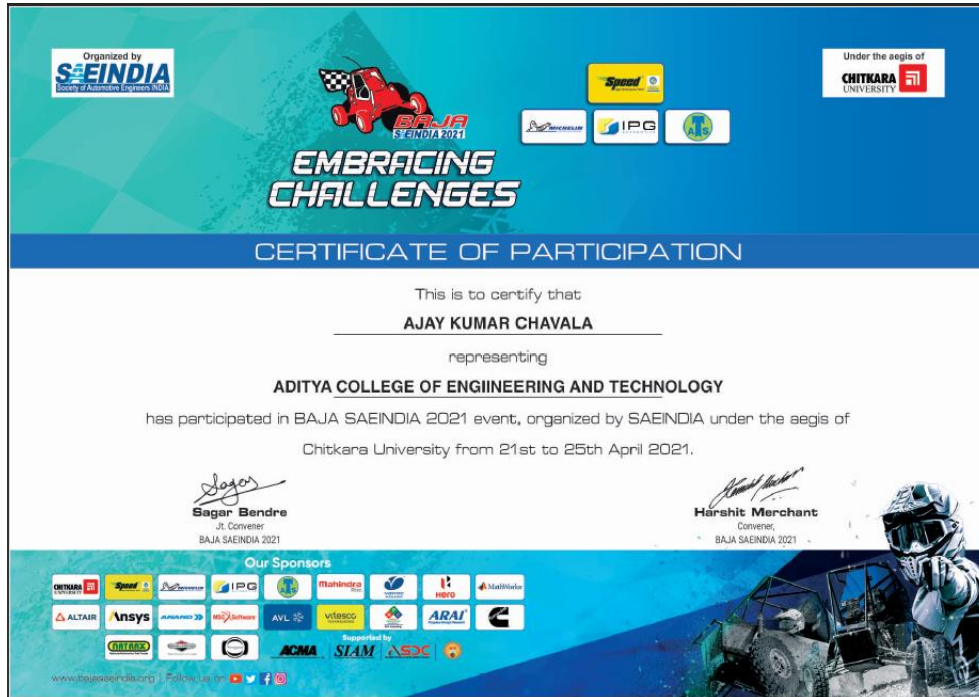 Organized by
SAEINDIA
Society of Automotive Engineers INDIA
BAJA
SAEINDIA 2021
EMBRACING
CHALLENGES
Speed
MICHELIN
IPG
ATS
Under the aegis of
CHITKARA
UNIVERSITY
CERTIFICATE OF PARTICIPATION
This is to certify that
AJAY KUMAR CHAVALA
representing
ADITYA COLLEGE OF ENGIINEERING AND TECHNOLOGY
has participated in BAJA SAEINDIA 2021 event, organized by SAEINDIA under the aegis of
Chitkara University from 21st to 25th April 2021.
Sagar Bendre
Jt. Convener
BAJA SAEINDIA 2021
Harshit Merchant
Convener,
BAJA SAEINDIA 2021
Our Sponsors
CHITKARA UNIVERSITY Speed MICHELIN IPG ATS Mahindra Hero MathWorks
ALTAIR Ansys ANAND MSC Software AVL vitesco ARAI
NATRAX
Supported by
ACMA SIAM ASDC
www.bajasaeindia.org | Follow us on